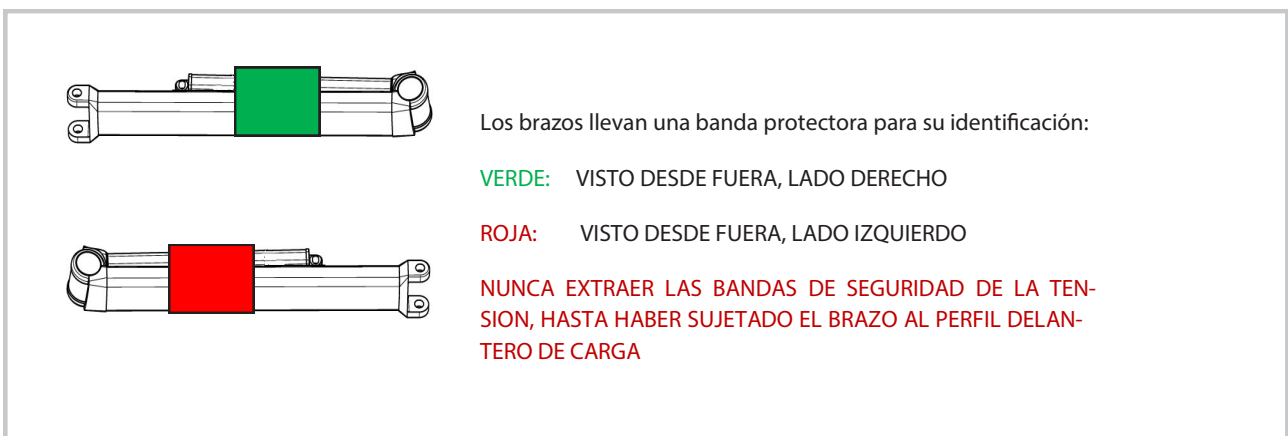 Los brazos llevan una banda protectora para su identificación:
VERDE: VISTO DESDE FUERA, LADO DERECHO
ROJA: VISTO DESDE FUERA, LADO IZQUIERDO
NUNCA EXTRAER LAS BANDAS DE SEGURIDAD DE LA TEN-
SION, HASTA HABER SUJETADO EL BRAZO AL PERFIL DELAN-
TERO DE CARGA